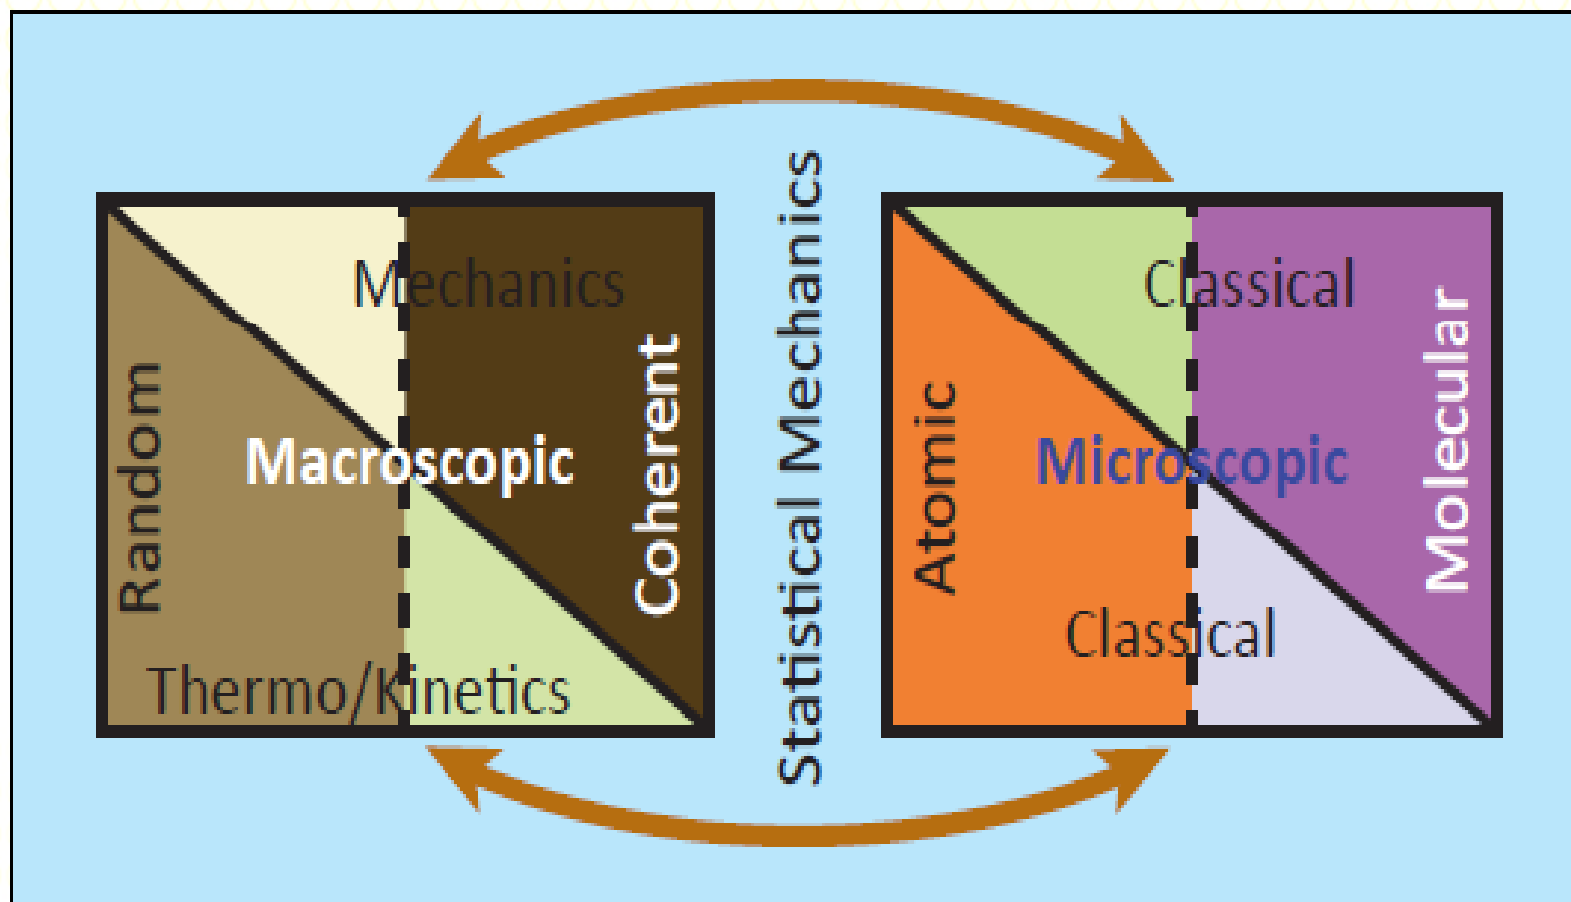 Mechanics
Random
Macroscopic
Coherent
Thermo/Kinetics
Statistical Mechanics
Classical
Atomic
Microscopic
Molecular
Classical